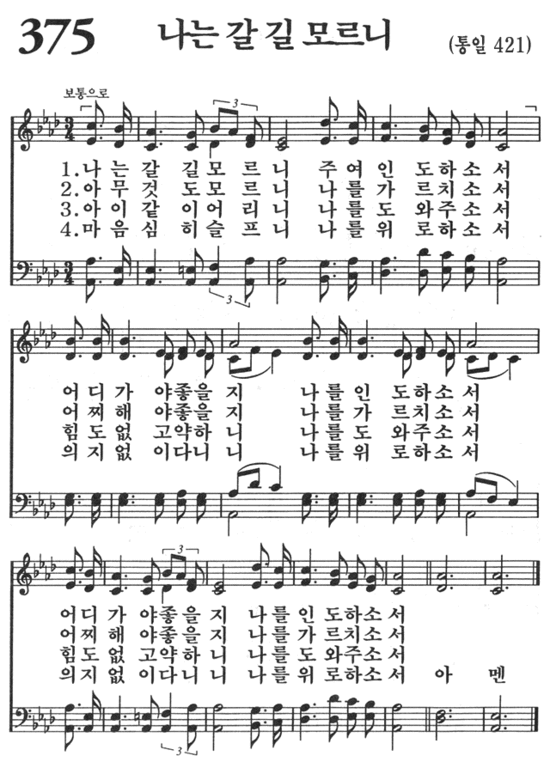 375 나는 갈 길 모르니 (통일 421)
보통으로
3
1.나는갈 길모르니 주여인 도하소서
2.아무것 도모르니 나를가 르치소서
3.아이같 이어리니 나를도 와주소서
4.마음심 히슬프니 나를위 로하소서
3
어디가 야좋을지 나를인 도하소서
어찌해 야좋을지 나를가 르치소서
힘도없 고약하니 나를도 와주소서
의지없 이다니니 나를위 로하소서
3
어디가 야좋을지 나를인도하소서
어찌해 야좋을지 나를가르치소서
힘도없 고약하니 나를도와주소서
의지없 이다니니 나를위로하소서 아 멘
3